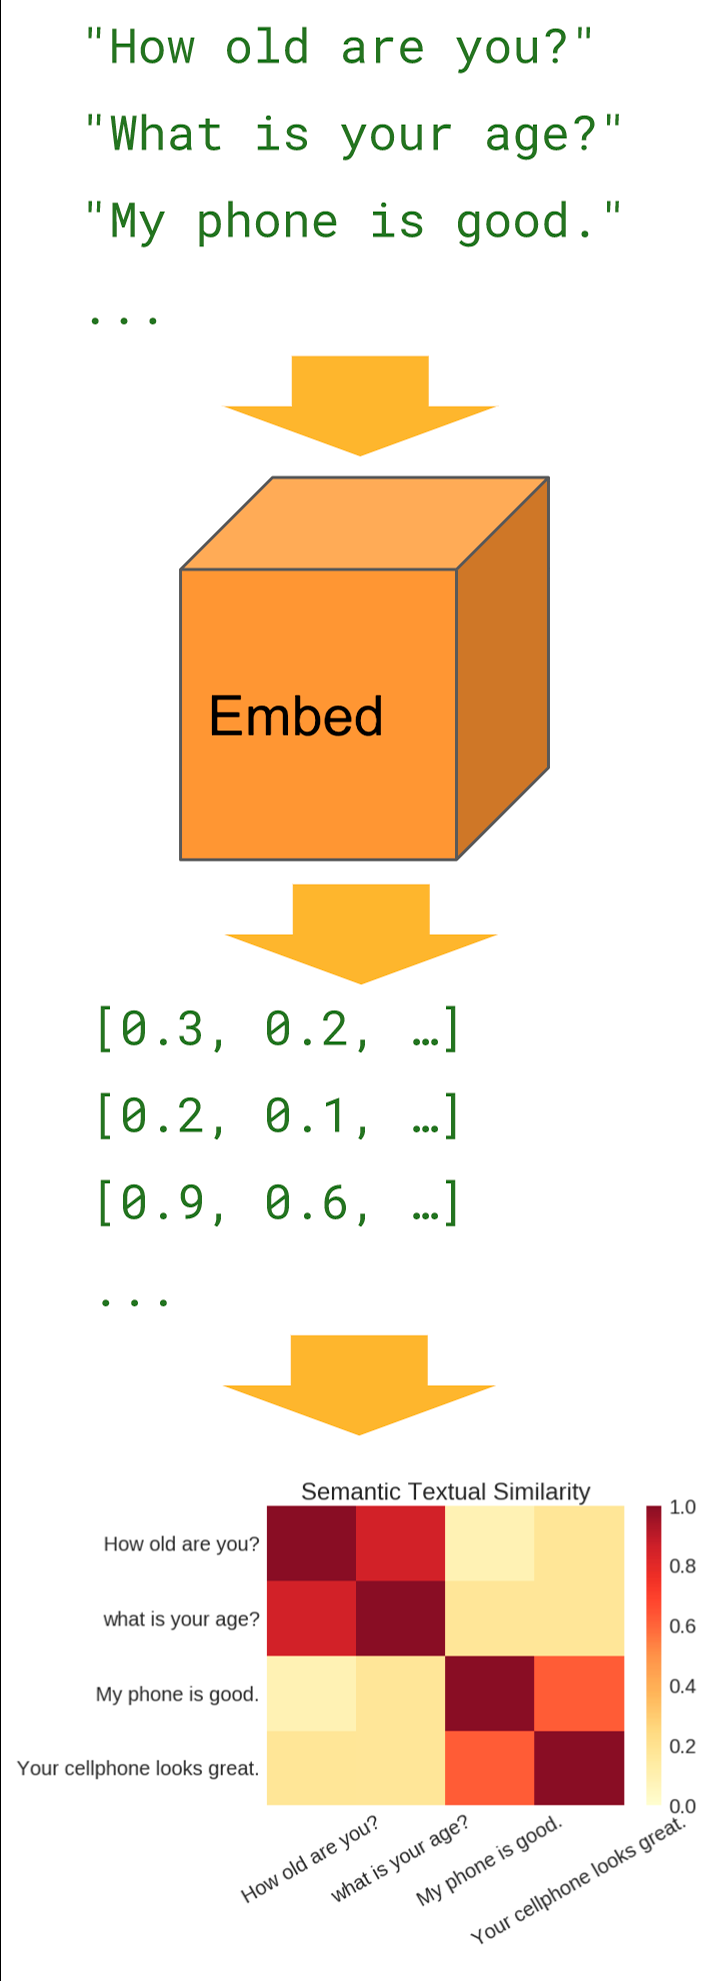 "How old are you?"
"What is your age?"
"My phone is good."
...
Embed
[0.3, 0.2, …]
[0.2, 0.1, …]
[0.9, 0.6, …]
...
Semantic Textual Similarity
How old are you?
what is your age?
My phone is good.
Your cellphone looks great.
1.0
0.8
0.6
0.4
0.2
0.0
How old are you?
what is your age?
My phone is good.
Your cellphone looks great.